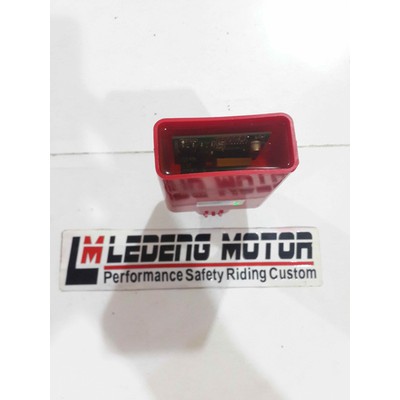 LM LEDENG MOTOR
Performance Safety Riding Custom